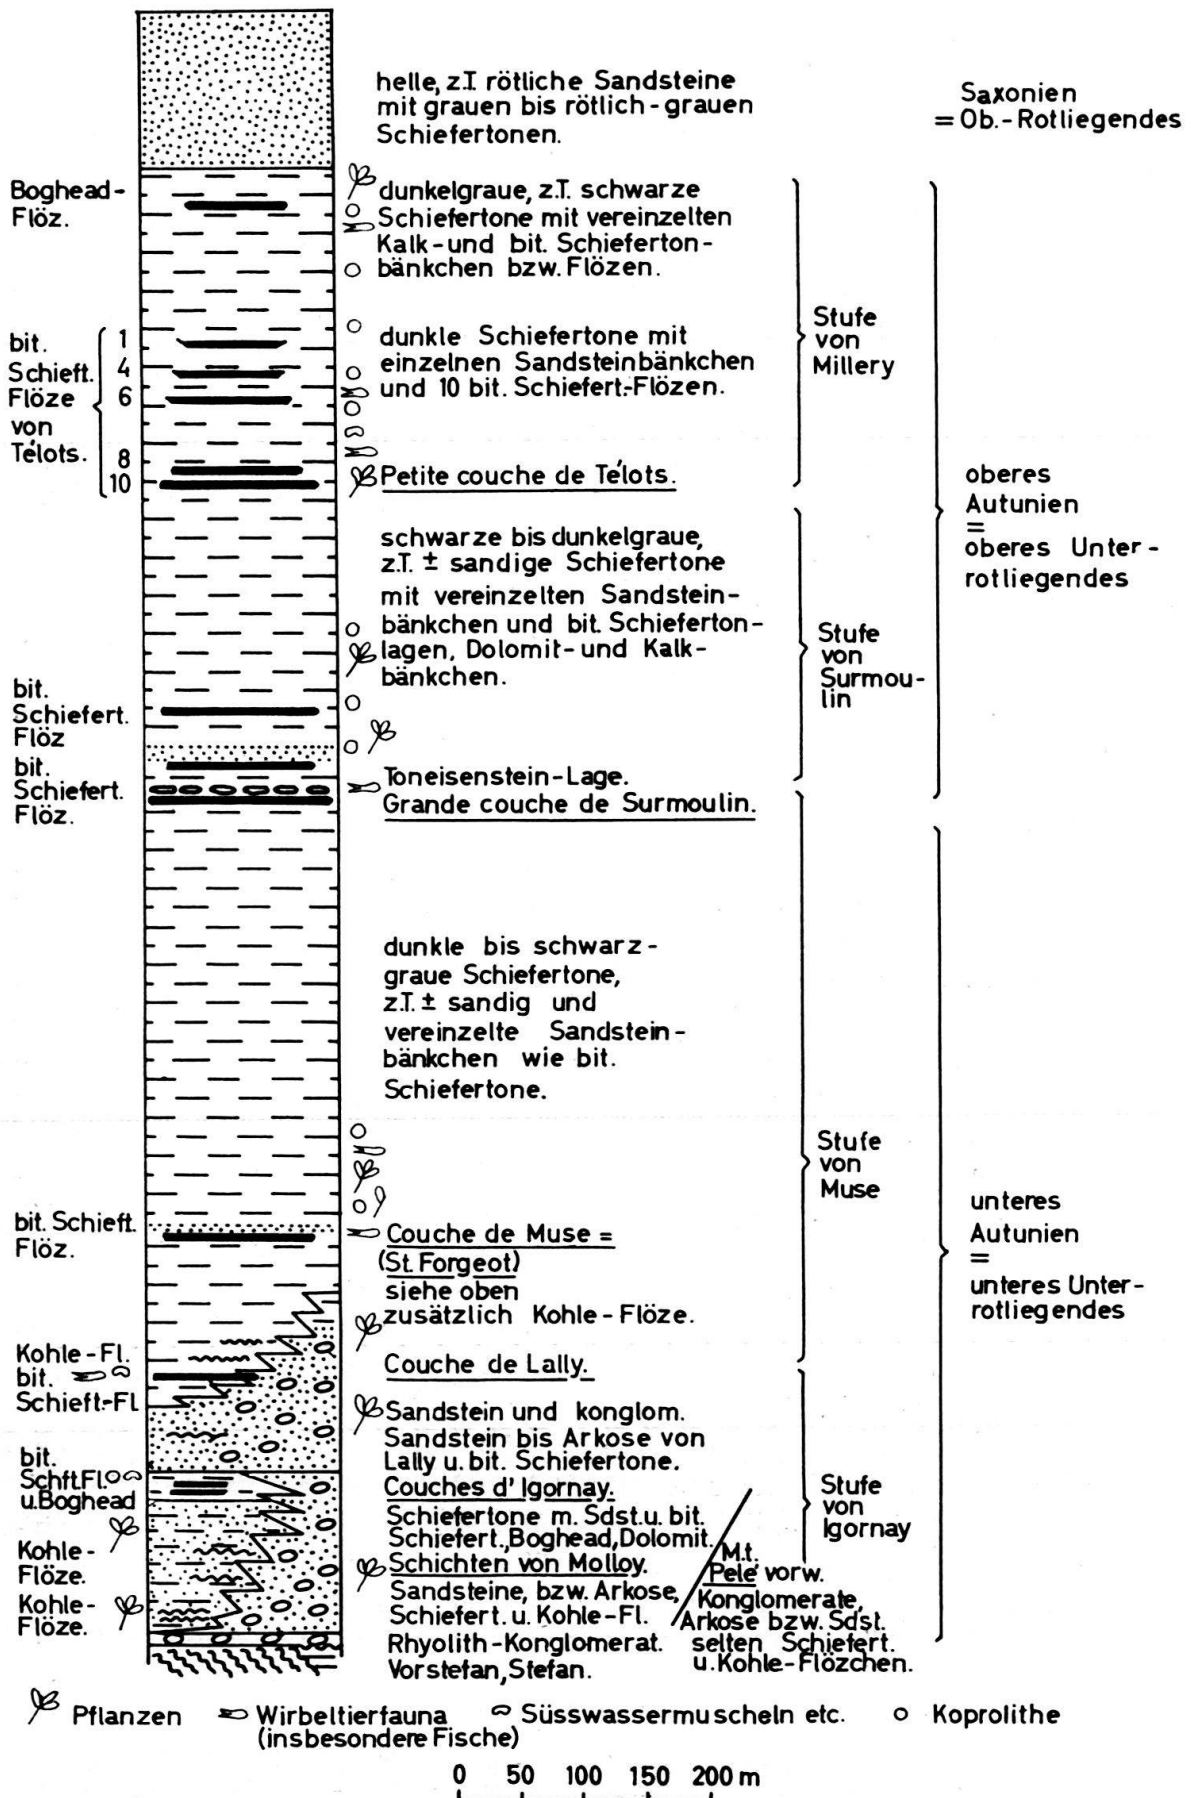 helle, z.T. rötliche Sandsteine
mit grauen bis rötlich-grauen
Schiefertonen.
Saxonien
= Ob.-Rotliegendes
Boghead-
Flöz.
dunkelgraue, z.T. schwarze
Schiefertone mit vereinzelten
Kalk-und bit. Schieferton-
bänkchen bzw. Flözen.
bit.
Schieft.
Flöze
von
Télots.
1
4
6
8
10
dunkle Schiefertone mit
einzelnen Sandsteinbänkchen
und 10 bit. Schiefert.-Flözen.
Petite couche de Télots.
Stufe
von
Millery
schwarze bis dunkelgraue,
z.T. ± sandige Schiefertone
mit vereinzelten Sandstein-
bänkchen und bit. Schieferton-
lagen, Dolomit-und Kalk-
bänkchen.
Stufe
von
Surmou-
lin
oberes
Autunien
=
oberes Unter-
rotliegendes
bit.
Schiefert.
Flöz
bit.
Schiefert.
Flöz.
Toneisenstein-Lage.
Grande couche de Surmoulin.
dunkle bis schwarz-
graue Schiefertone,
z.T. ± sandig und
vereinzelte Sandstein-
bänkchen wie bit.
Schiefertone.
Stufe
von
Muse
bit. Schieft.
Flöz.
Couche de Muse =
(St. Forgeot)
siehe oben
zusätzlich Kohle-Flöze.
unteres
Autunien
=
unteres Unter-
rotliegendes
Kohle-Fl.
bit.
Schieft.-Fl
Couche de Lally.
Sandstein und konglom.
Sandstein bis Arkose von
Lally u. bit. Schiefertone.
bit.
Schft.Fl.
u.Boghead
Couches d'Igornay.
Schiefertone m. Sdst. u. bit.
Schiefert., Boghead, Dolomit.
Stufe
von
Igornay
Kohle-
Flöze.
Kohle-
Flöze.
Schichten von Molloy.
Sandsteine, bzw. Arkose,
Schiefert. u. Kohle-Fl.
M.t.
Pele vorw.
Konglomerate,
Arkose bzw. Sdst.
selten Schiefert.
u. Kohle-Flözchen.
Rhyolith-Konglomerat.
Vorstefan, Stefan.
Pflanzen
Wirbeltierfauna
(insbesondere Fische)
Süsswassermuscheln etc.
Koprolithe
0 50 100 150 200 m